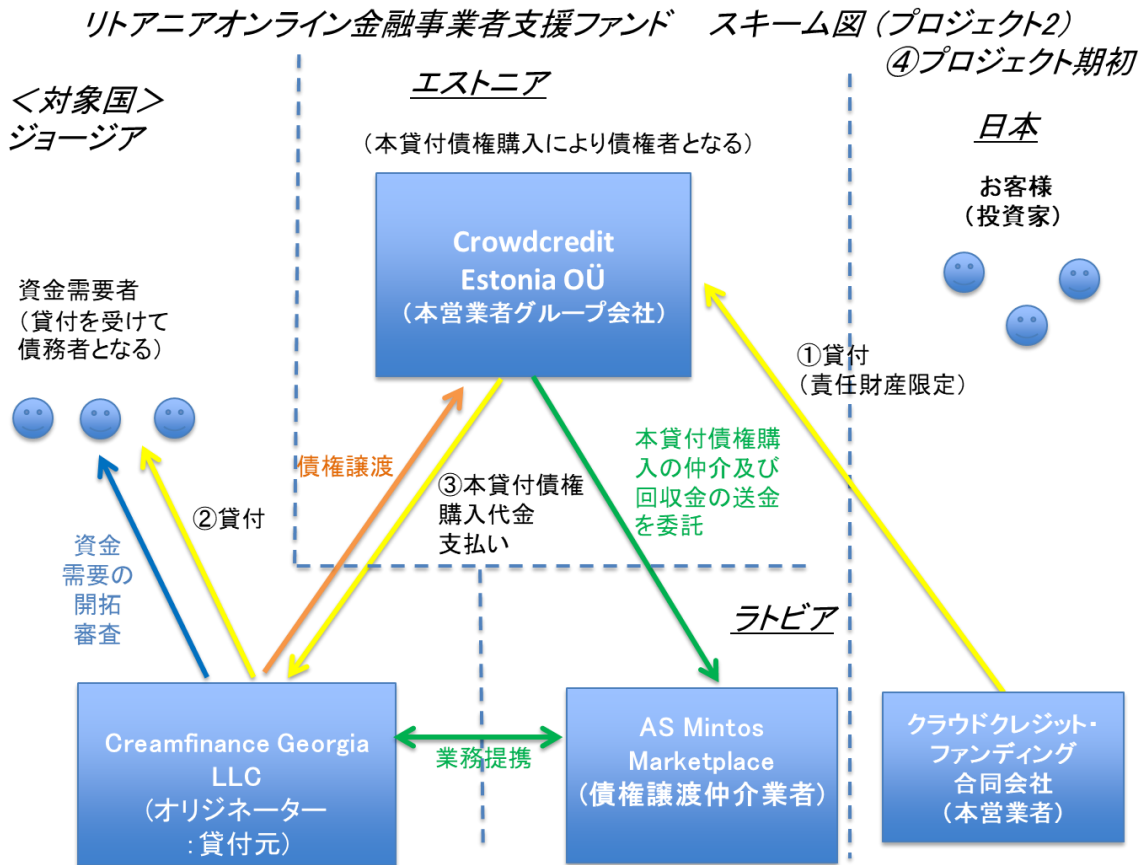 リトアニアオンライン金融事業者支援ファンド　スキーム図（プロジェクト2）
④プロジェクト期初
＜対象国＞
ジョージア
エストニア
（本貸付債権購入により債権者となる）
日本
お客様
（投資家）
Crowdcredit
Estonia OÜ
（本営業者グループ会社）
資金需要者
（貸付を受けて
債務者となる）
①貸付
（責任財産限定）
債権譲渡
③本貸付債権
購入代金
支払い
本貸付債権購
入の仲介及び
回収金の送金
を委託
②貸付
資金
需要の
開拓
審査
ラトビア
Creamfinance Georgia
LLC
（オリジネーター
：貸付元）
業務提携
AS Mintos
Marketplace
（債権譲渡仲介業者）
クラウドクレジット・
ファンディング
合同会社
（本営業者）